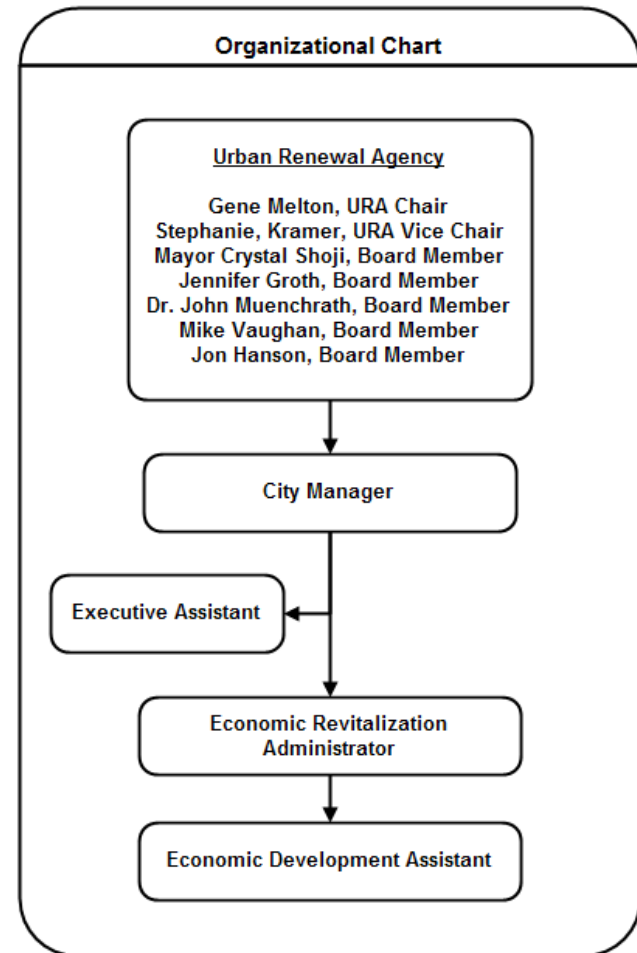 Organizational Chart
Urban Renewal Agency
Gene Melton, URA Chair
Stephanie, Kramer, URA Vice Chair
Mayor Crystal Shoji, Board Member
Jennifer Groth, Board Member
Dr. John Muenchrath, Board Member
Mike Vaughan, Board Member
Jon Hanson, Board Member
City Manager
Executive Assistant
Economic Revitalization
Administrator
Economic Development Assistant